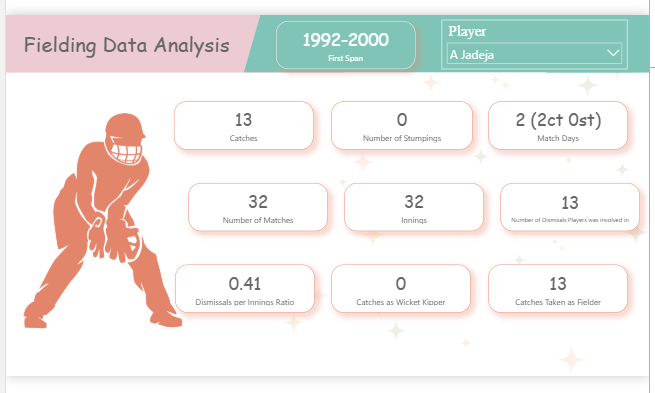 Fielding Data Analysis
1992-2000
First Span
Player
A Jadeja
13
Catches
0
Number of Stumpings
2 (2ct 0st)
Match Days
32
Number of Matches
32
Innings
13
Number of Dismisals Players was involved in
0.41
Dismissals per Innings Ratio
0
Catches as Wicket Kipper
13
Catches Taken as Fielder